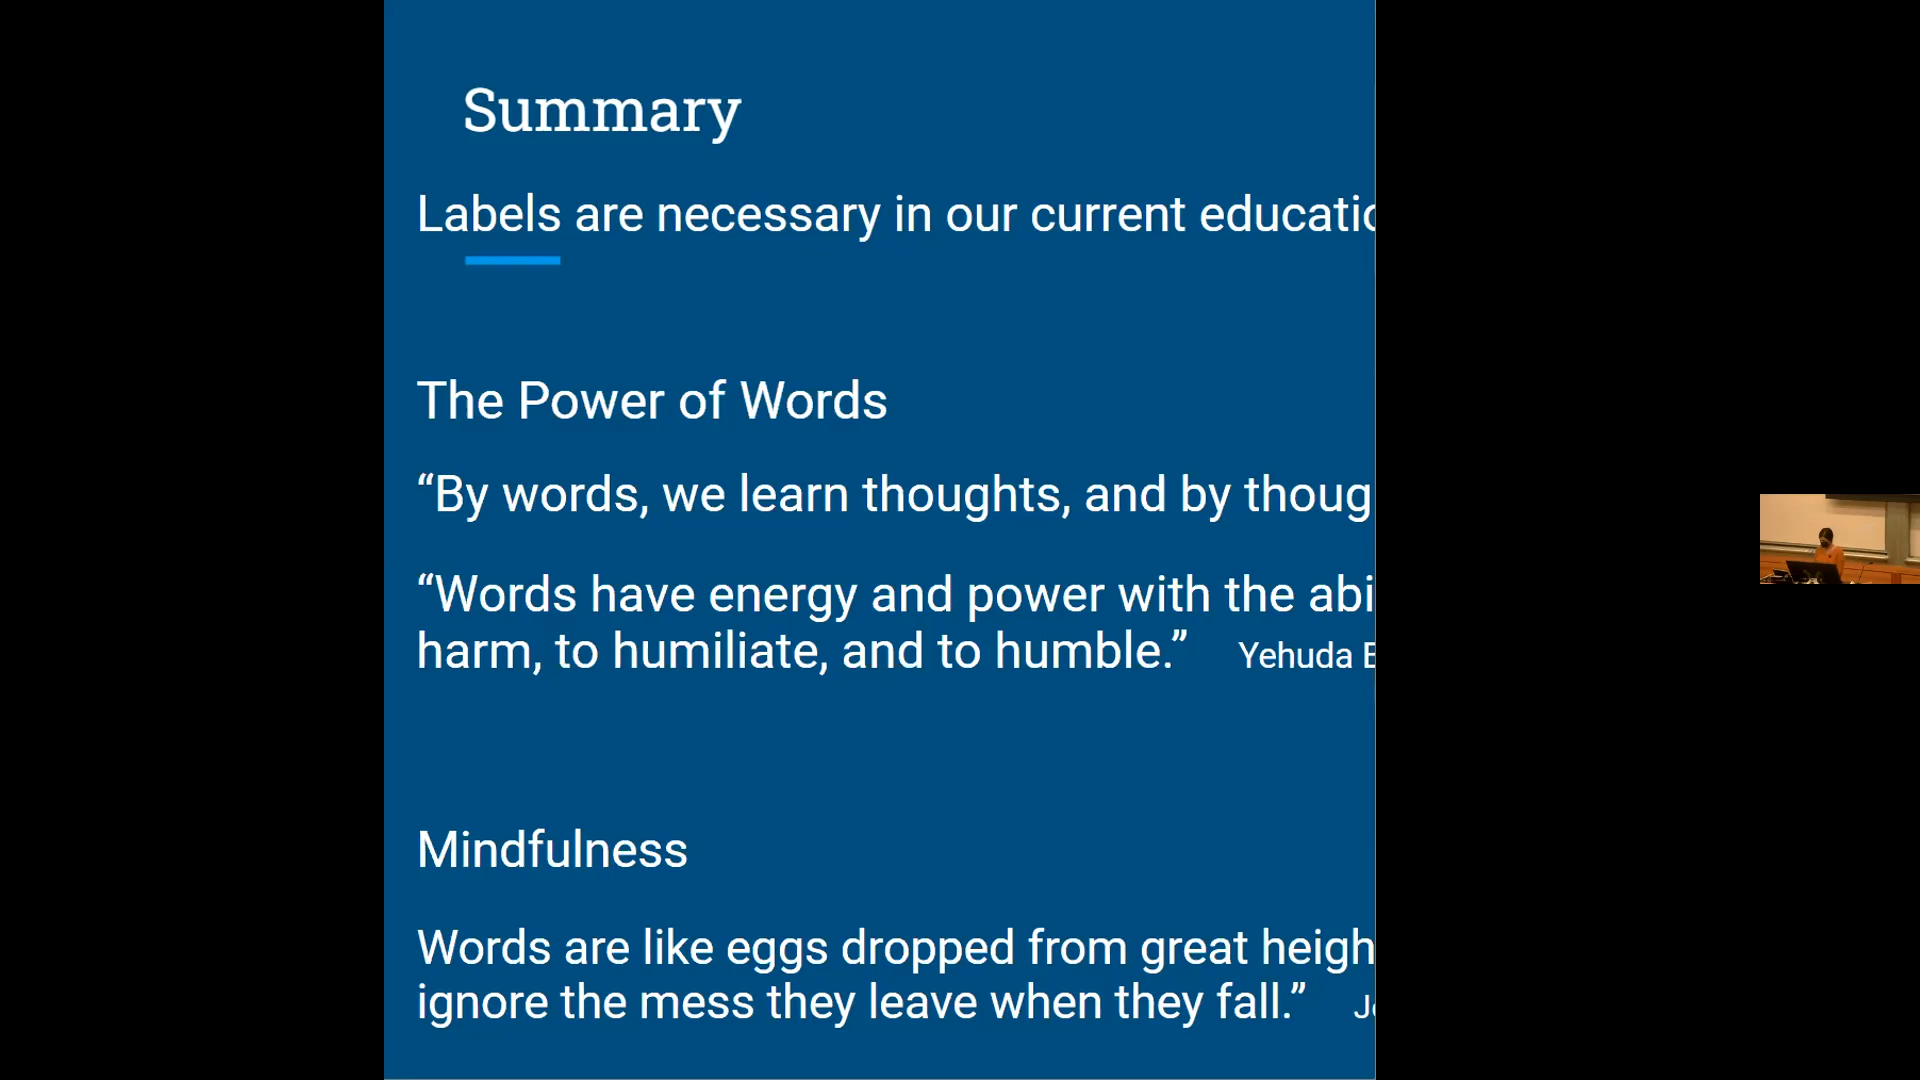 Summary
Labels are necessary in our current educatio
The Power of Words
“By words, we learn thoughts, and by thoug
“Words have energy and power with the abi
harm, to humiliate, and to humble.” Yehuda
Mindfulness
Words are like eggs dropped from great heigh
ignore the mess they leave when they fall.”